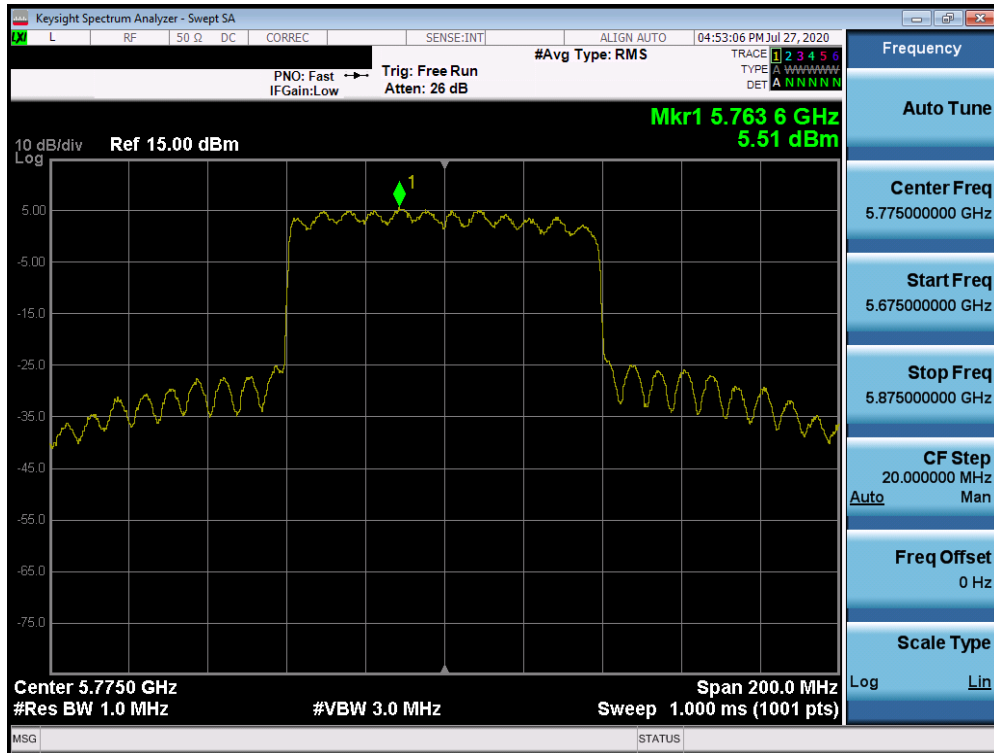 Keysight Spectrum Analyzer - Swept SA
LXI L RF 50 Ω DC CORREC SENSE:INT ALIGN AUTO 04:53:06 PM Jul 27, 2020
#Avg Type: RMS
TRACE 1 2 3 4 5 6
PNO: Fast Trig: Free Run
TYPE A WWWWW
IFGain:Low Atten: 26 dB
DET A N N N N N
Mkr1 5.763 6 GHz
5.51 dBm
10 dB/div Ref 15.00 dBm
Log
1
5.00
-5.00
-15.0
-25.0
-35.0
-45.0
-55.0
-65.0
-75.0
Center 5.7750 GHz Span 200.0 MHz
#Res BW 1.0 MHz #VBW 3.0 MHz Sweep 1.000 ms (1001 pts)
MSG STATUS
Frequency
Auto Tune
Center Freq
5.775000000 GHz
Start Freq
5.675000000 GHz
Stop Freq
5.875000000 GHz
CF Step
20.000000 MHz
Auto Man
Freq Offset
0 Hz
Scale Type
Log Lin